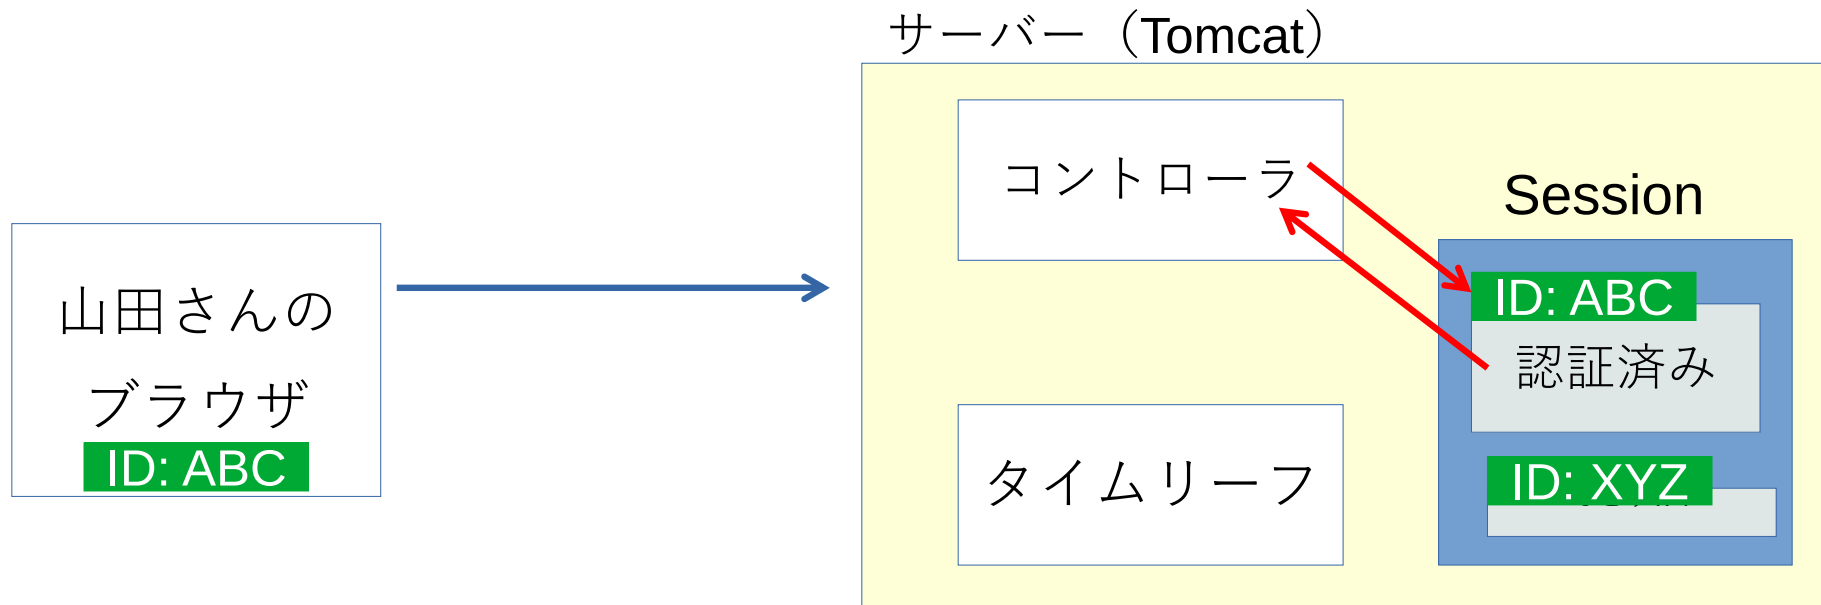 サーバー（Tomcat）
コントローラ
Session
山田さんの
ブラウザ
ID: ABC
ID: ABC
認証済み
ID: XYZ
タイムリーフ